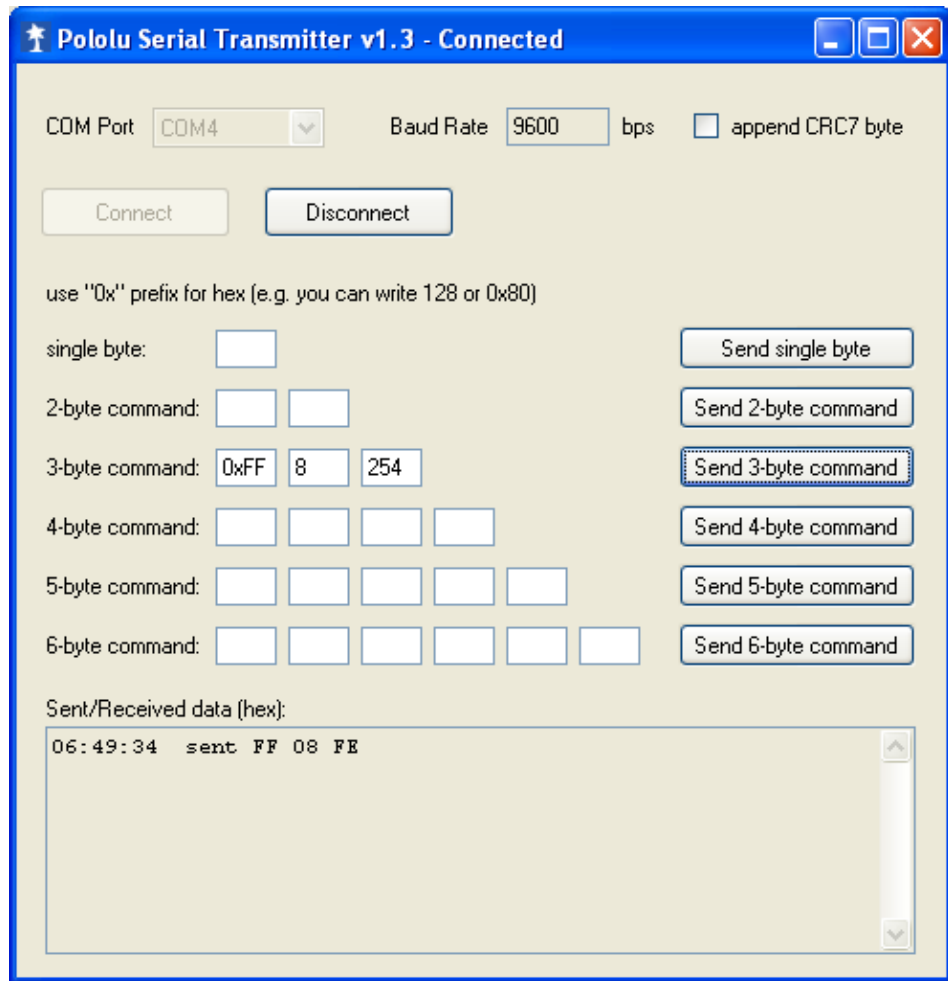 Pololu Serial Transmitter v1.3 - Connected
COM Port COM4 Baud Rate 9600 bps append CRC7 byte
Connect Disconnect
use "0x" prefix for hex (e.g. you can write 128 or 0x80)
single byte: Send single byte
2-byte command: Send 2-byte command
3-byte command: 0xFF 8 254 Send 3-byte command
4-byte command: Send 4-byte command
5-byte command: Send 5-byte command
6-byte command: Send 6-byte command
Sent/Received data (hex):
06:49:34 sent FF 08 FE